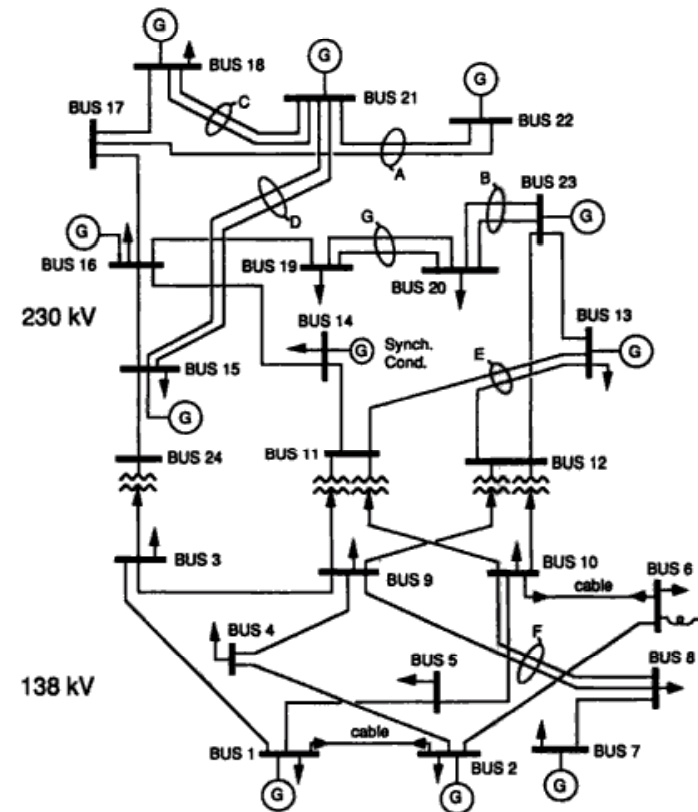 G
BUS 18
G
BUS 21
G
BUS 17
C
BUS 22
A
B
BUS 23
D
G
G
G
BUS 16
BUS 19
BUS 20
230 kV
BUS 14
BUS 13
G
Synch.
Cond.
E
G
BUS 15
G
BUS 24
BUS 11
BUS 12
BUS 3
BUS 9
BUS 10
BUS 6
cable
BUS 4
F
BUS 8
BUS 5
138 kV
cable
BUS 1
BUS 2
BUS 7
G
G
G